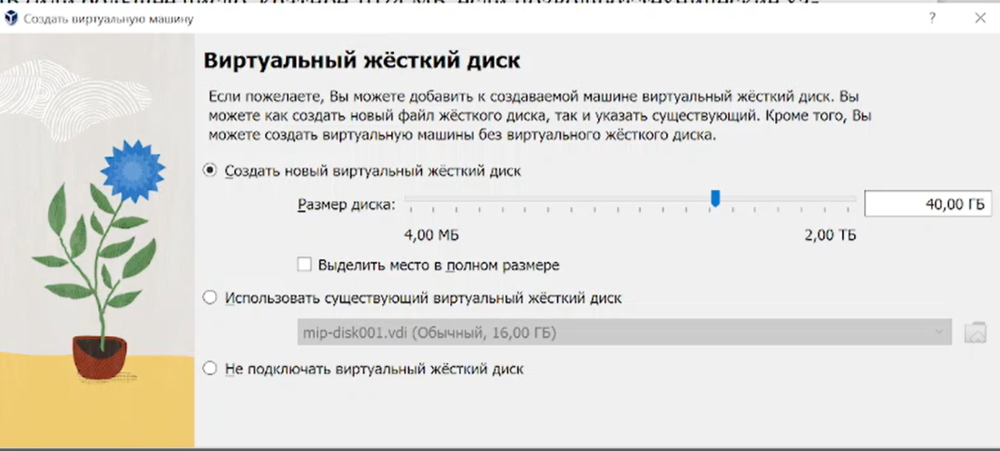 Создать виртуальную машину
?
Виртуальный жёсткий диск
Если пожелаете, Вы можете добавить к создаваемой машине виртуальный жёсткий диск. Вы
можете как создать новый файл жёсткого диска, так и указать существующий. Кроме того, Вы
можете создать виртуальную машины без виртуального жёсткого диска.
Создать новый виртуальный жёсткий диск
Размер диска:
40,00 ГБ
4,00 МБ
2,00 ТБ
Выделить место в полном размере
Использовать существующий виртуальный жёсткий диск
mip-disk001.vdi (Обычный, 16,00 ГБ)
Не подключать виртуальный жёсткий диск